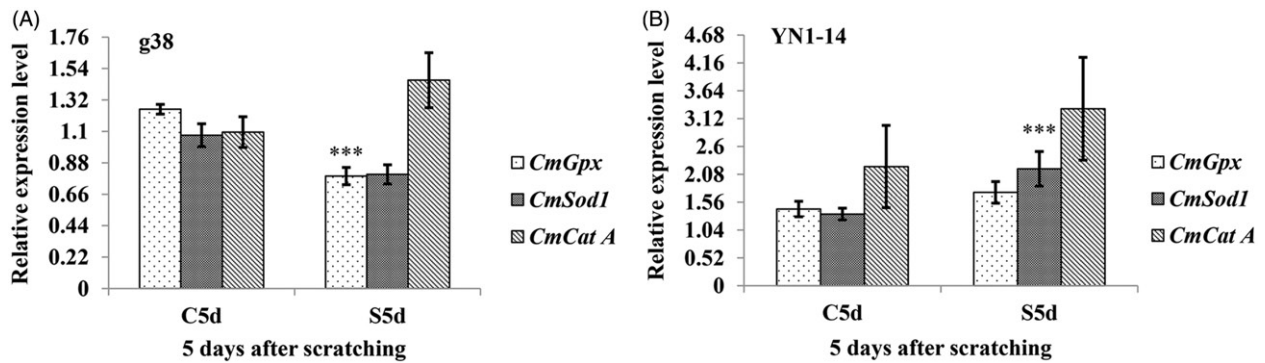 (A)
g38
Relative expression level
1.76
1.54
1.32
1.1
0.88
0.66
0.44
0.22
0
***
C5d
S5d
5 days after scratching
CmGpx
CmSod1
CmCat A
(B)
YN1-14
Relative expression level
4.68
4.16
3.64
3.12
2.6
2.08
1.56
1.04
0.52
0
***
C5d
S5d
5 days after scratching
CmGpx
CmSod1
CmCat A